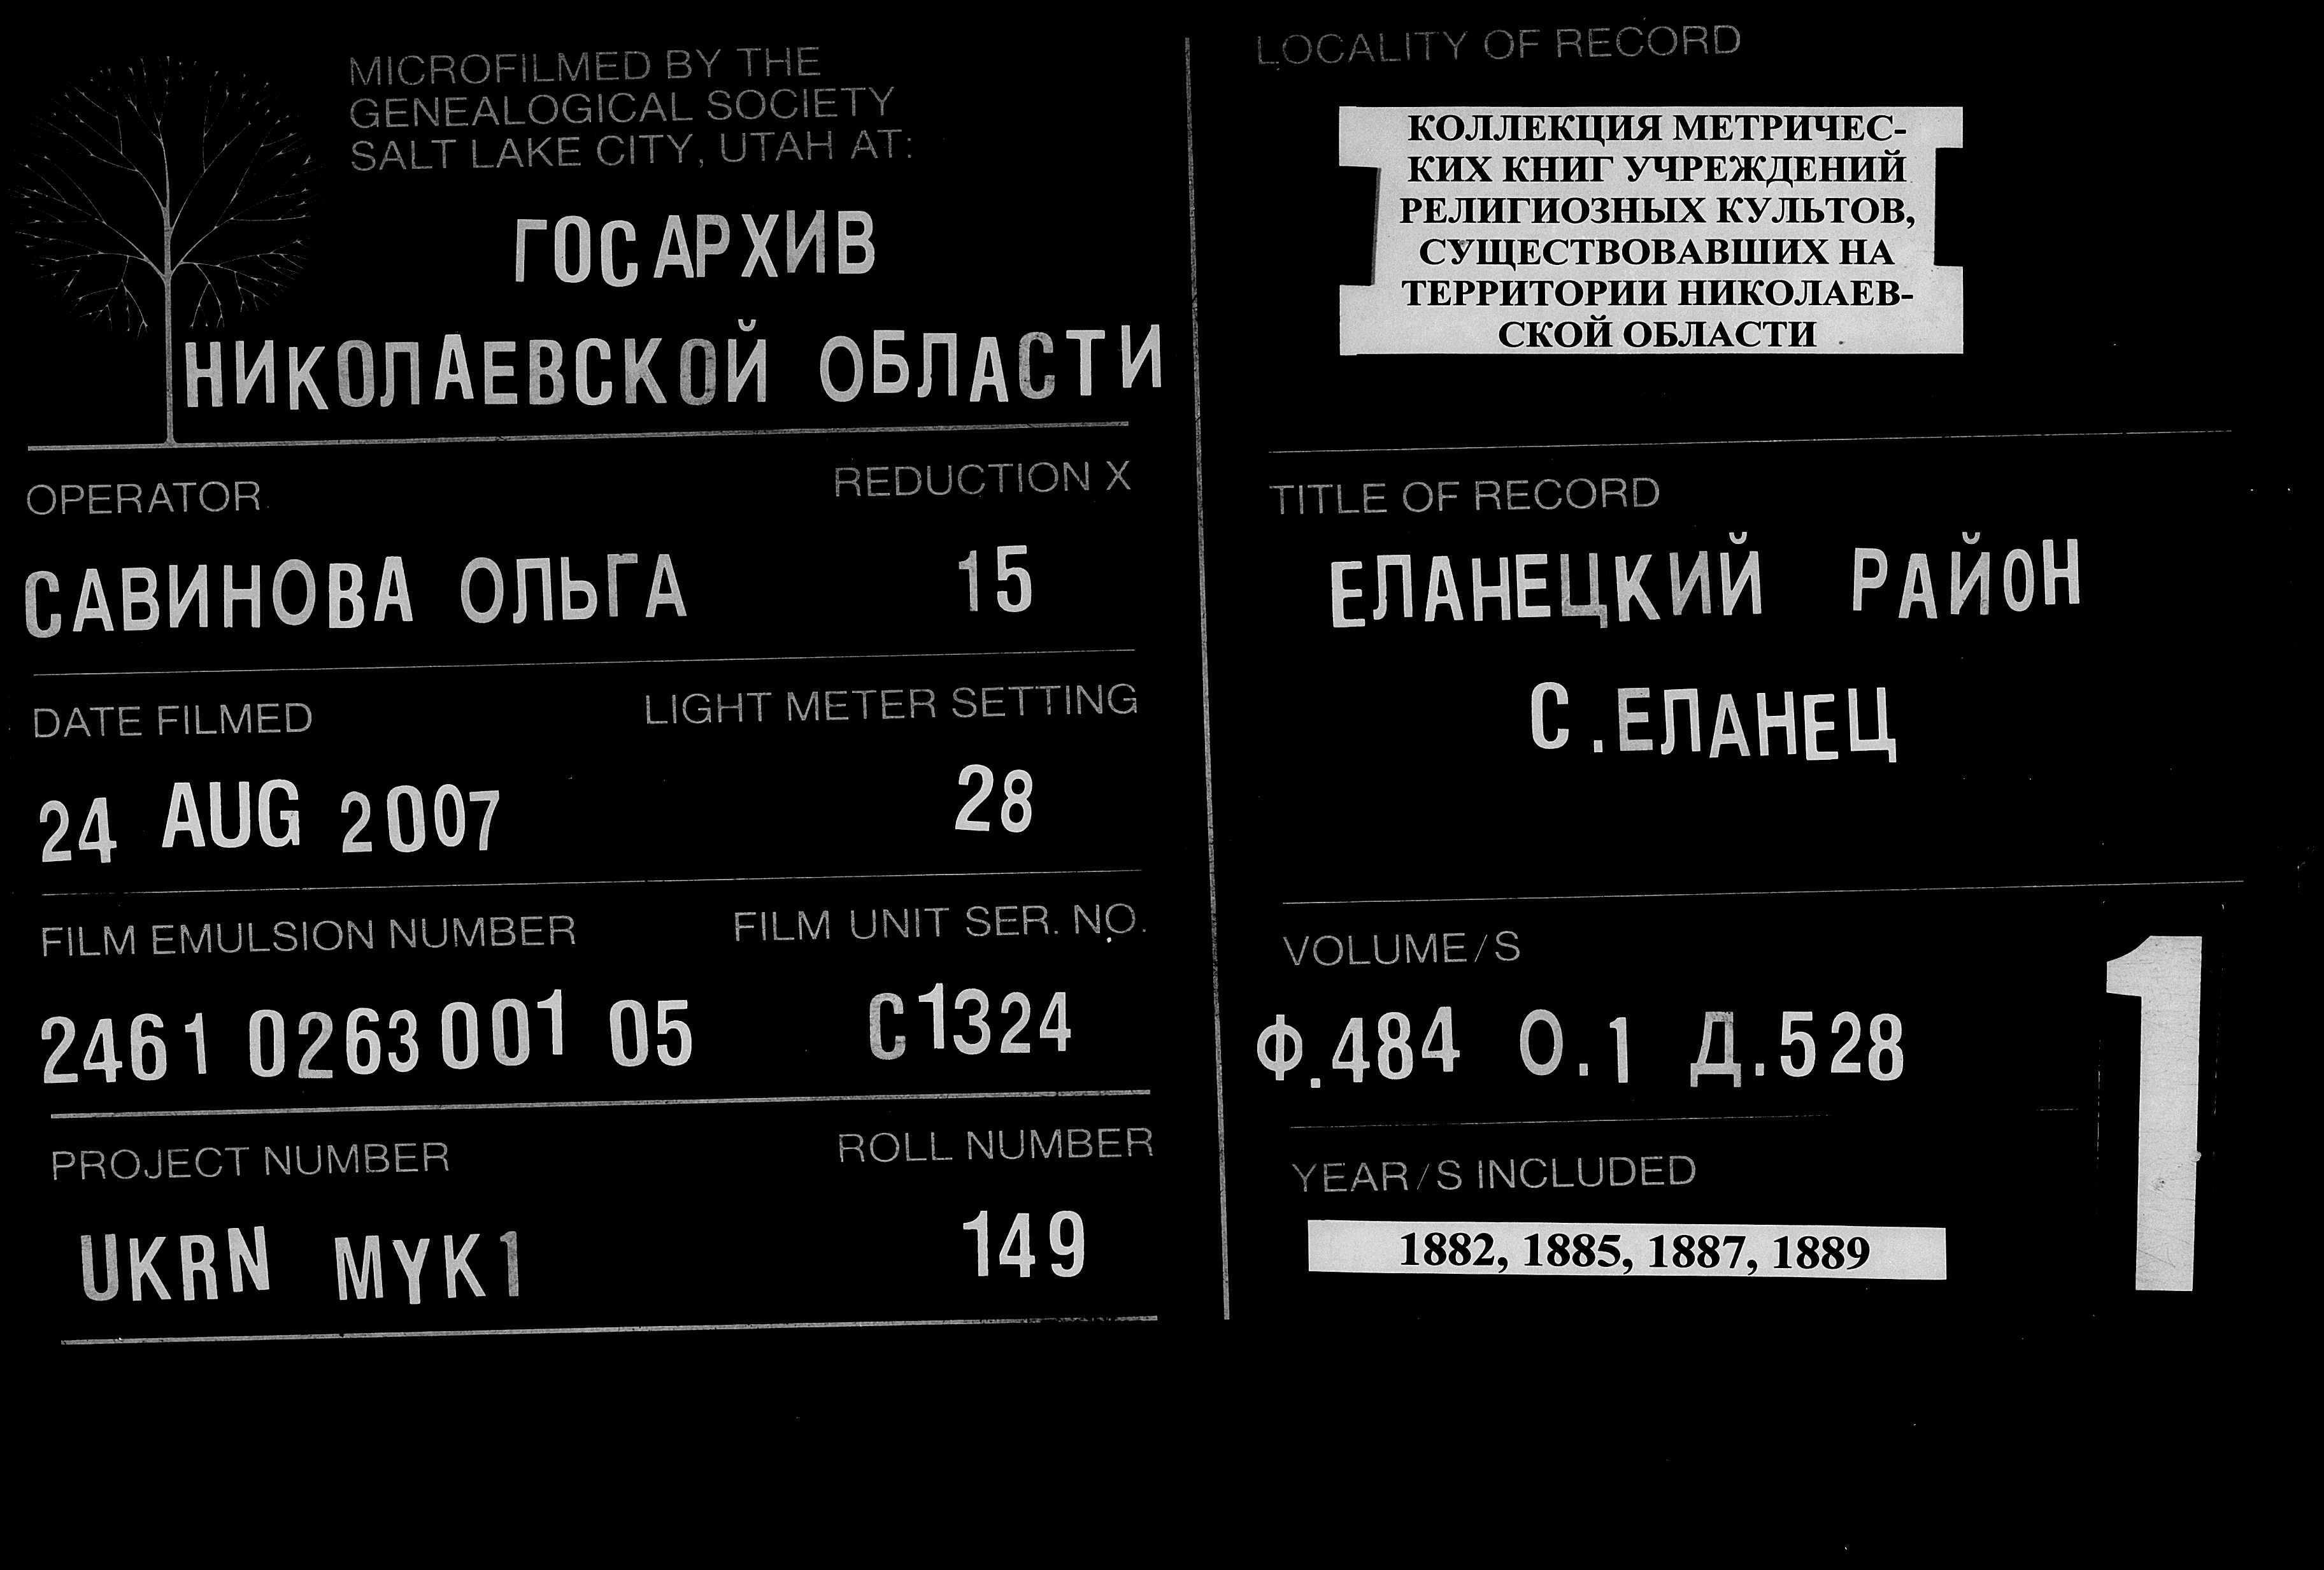 MICROFILMED BY THE
GENEALOGICAL SOCIETY
SALT LAKE CITY, UTAH AT:
ГОСАРХИВ
НИКОЛАЕВСКОЙ ОБЛАСТИ
OPERATOR
REDUCTION X
САВИНОВА ОЛЬГА
15
DATE FILMED
LIGHT METER SETTING
24 AUG 2007
28
FILM EMULSION NUMBER
FILM UNIT SER. NO.
2461 0263 001 05
C1324
PROJECT NUMBER
ROLL NUMBER
UKRN MYK1
149
LOCALITY OF RECORD
КОЛЛЕКЦИЯ МЕТРИЧЕС-
КИХ КНИГ УЧРЕЖДЕНИЙ
РЕЛИГИОЗНЫХ КУЛЬТОВ,
СУЩЕСТВОВАВШИХ НА
ТЕРРИТОРИИ НИКОЛАЕВ-
СКОЙ ОБЛАСТИ
TITLE OF RECORD
ЕЛАНЕЦКИЙ РАЙОН
С.ЕЛАНЕЦ
VOLUME/S
Ф.484 О.1 Д.528
1
YEAR/S INCLUDED
1882, 1885, 1887, 1889